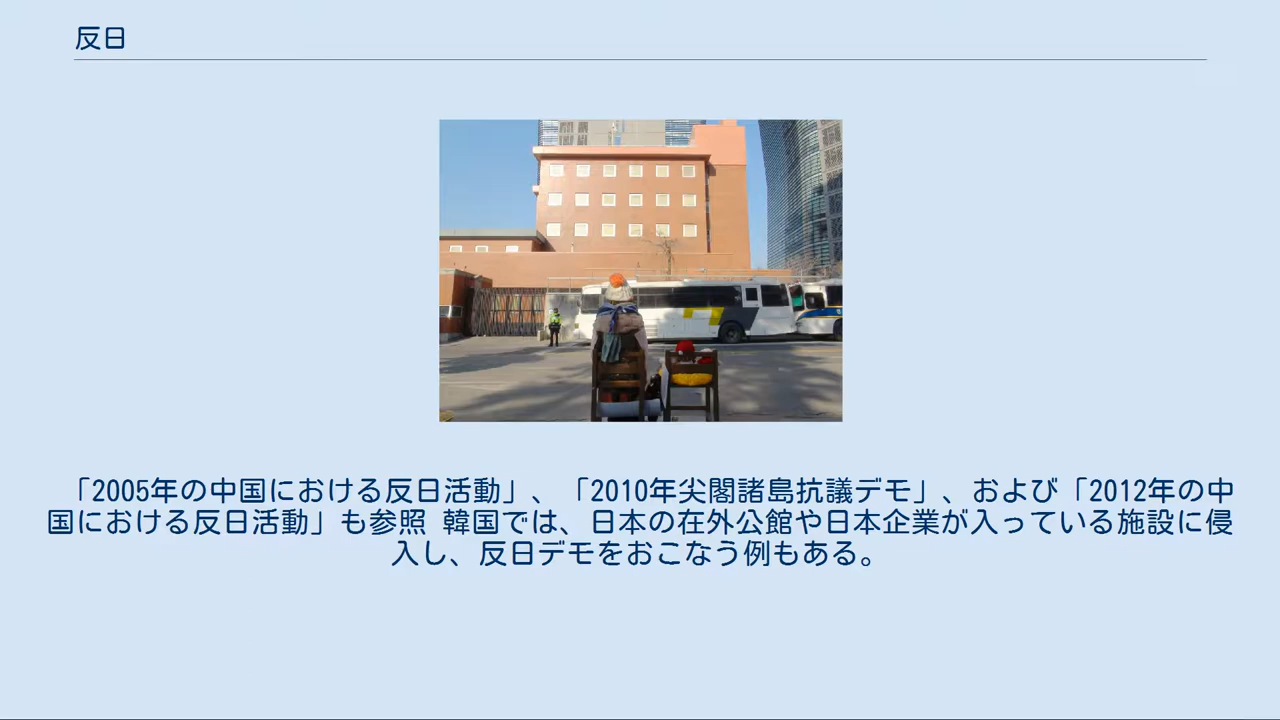 反日
「2005年の中国における反日活動」、「2010年尖閣諸島抗議デモ」、および「2012年の中
国における反日活動」も参照 韓国では、日本の在外公館や日本企業が入っている施設に侵
入し、反日デモをおこなう例もある。